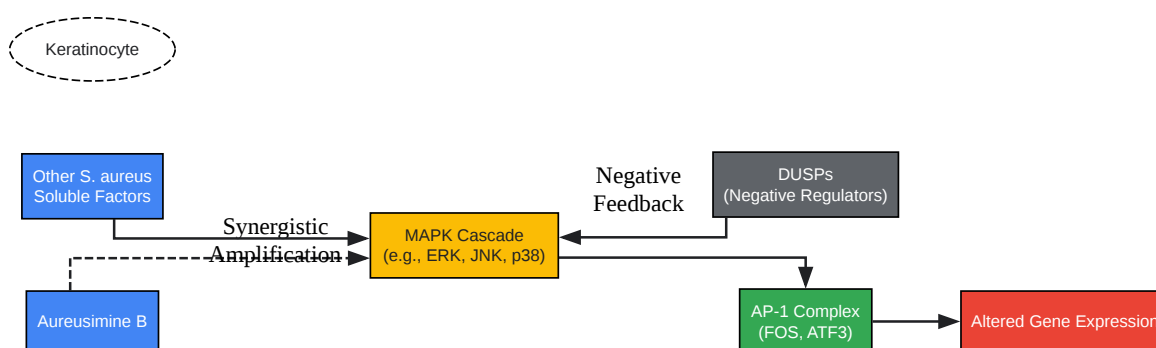 Keratinocyte
Other S. aureus
Soluble Factors
Synergistic
Amplification
Aureusimine B
MAPK Cascade
(e.g., ERK, JNK, p38)
Negative
Feedback
DUSPs
(Negative Regulators)
AP-1 Complex
(FOS, ATF3)
Altered Gene Expression